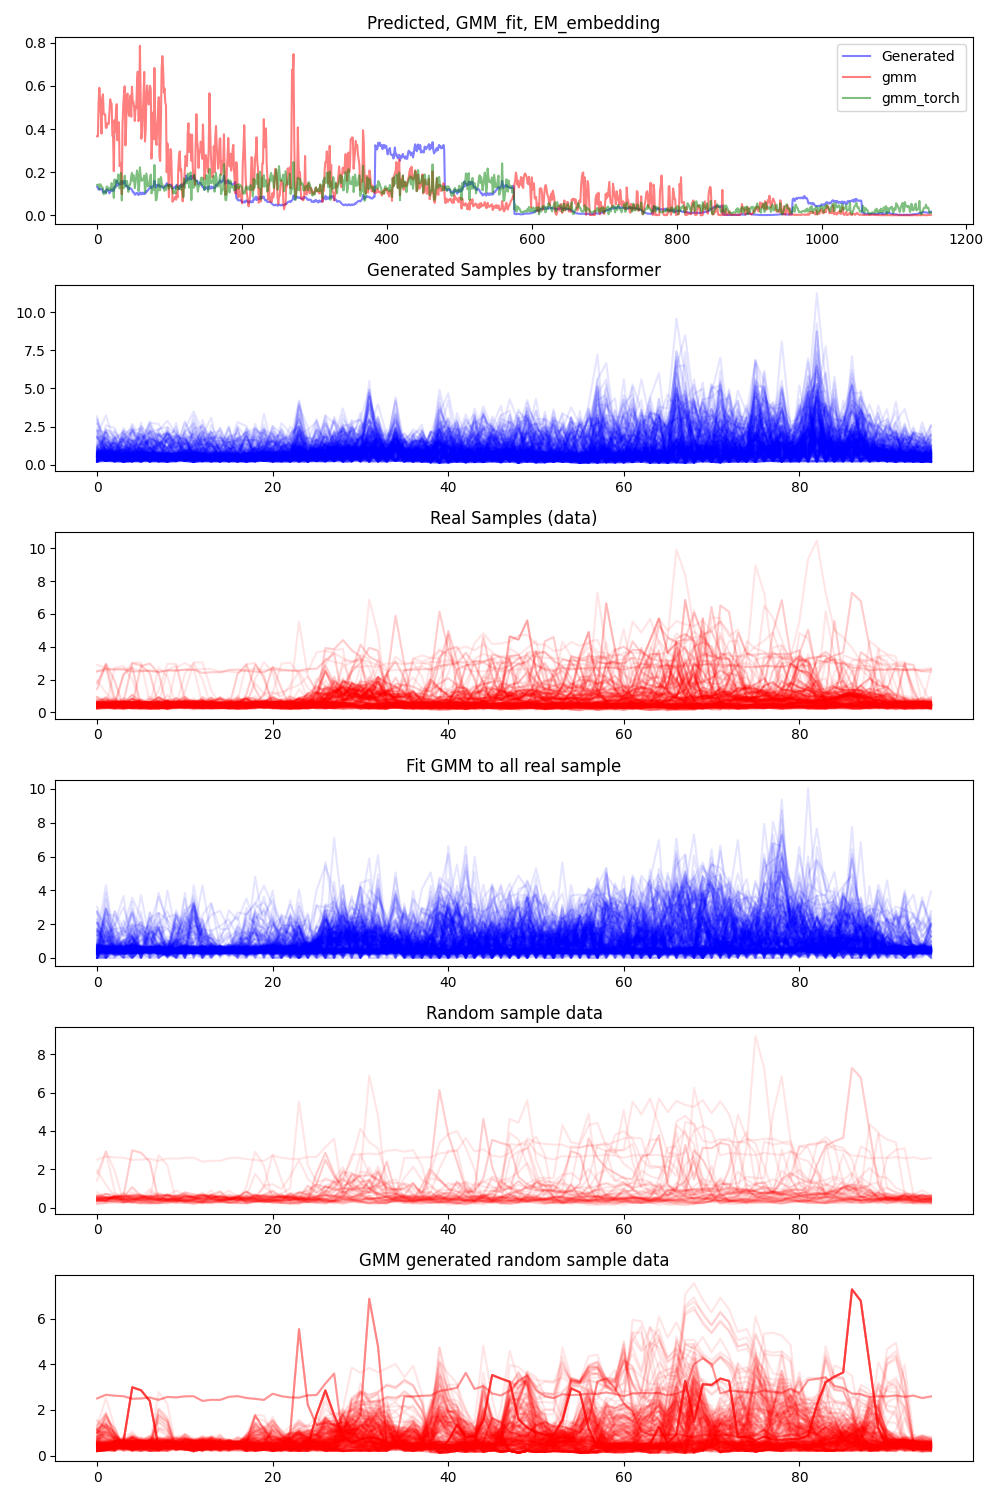 Predicted, GMM_fit, EM_embedding
0.8
0.6
0.4
0.2
0.0
Generated
gmm
gmm_torch
0 200 400 600 800 1000 1200
Generated Samples by transformer
10.0
7.5
5.0
2.5
0.0
0 20 40 60 80
Real Samples (data)
10
8
6
4
2
0
0 20 40 60 80
Fit GMM to all real sample
10
8
6
4
2
0
0 20 40 60 80
Random sample data
8
6
4
2
0
0 20 40 60 80
GMM generated random sample data
6
4
2
0
0 20 40 60 80